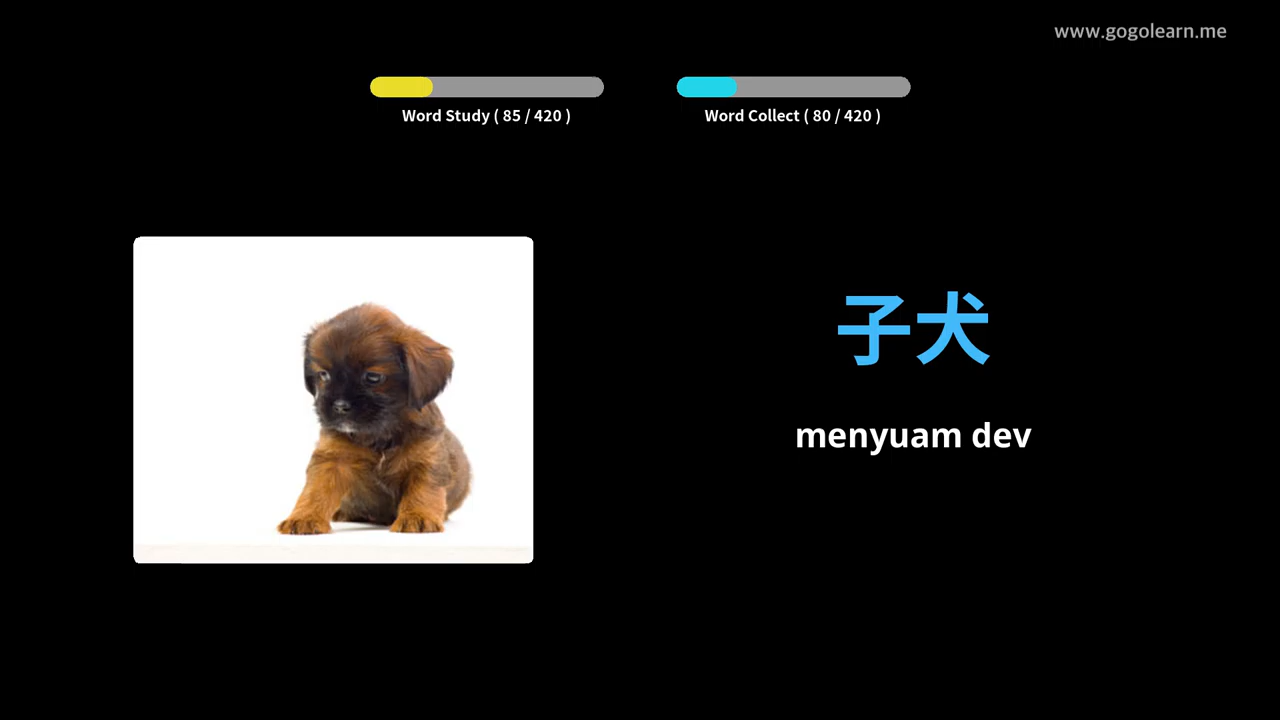 www.gogolearn.me
Word Study ( 85 / 420 )
Word Collect ( 80 / 420 )
子犬
menyuam dev